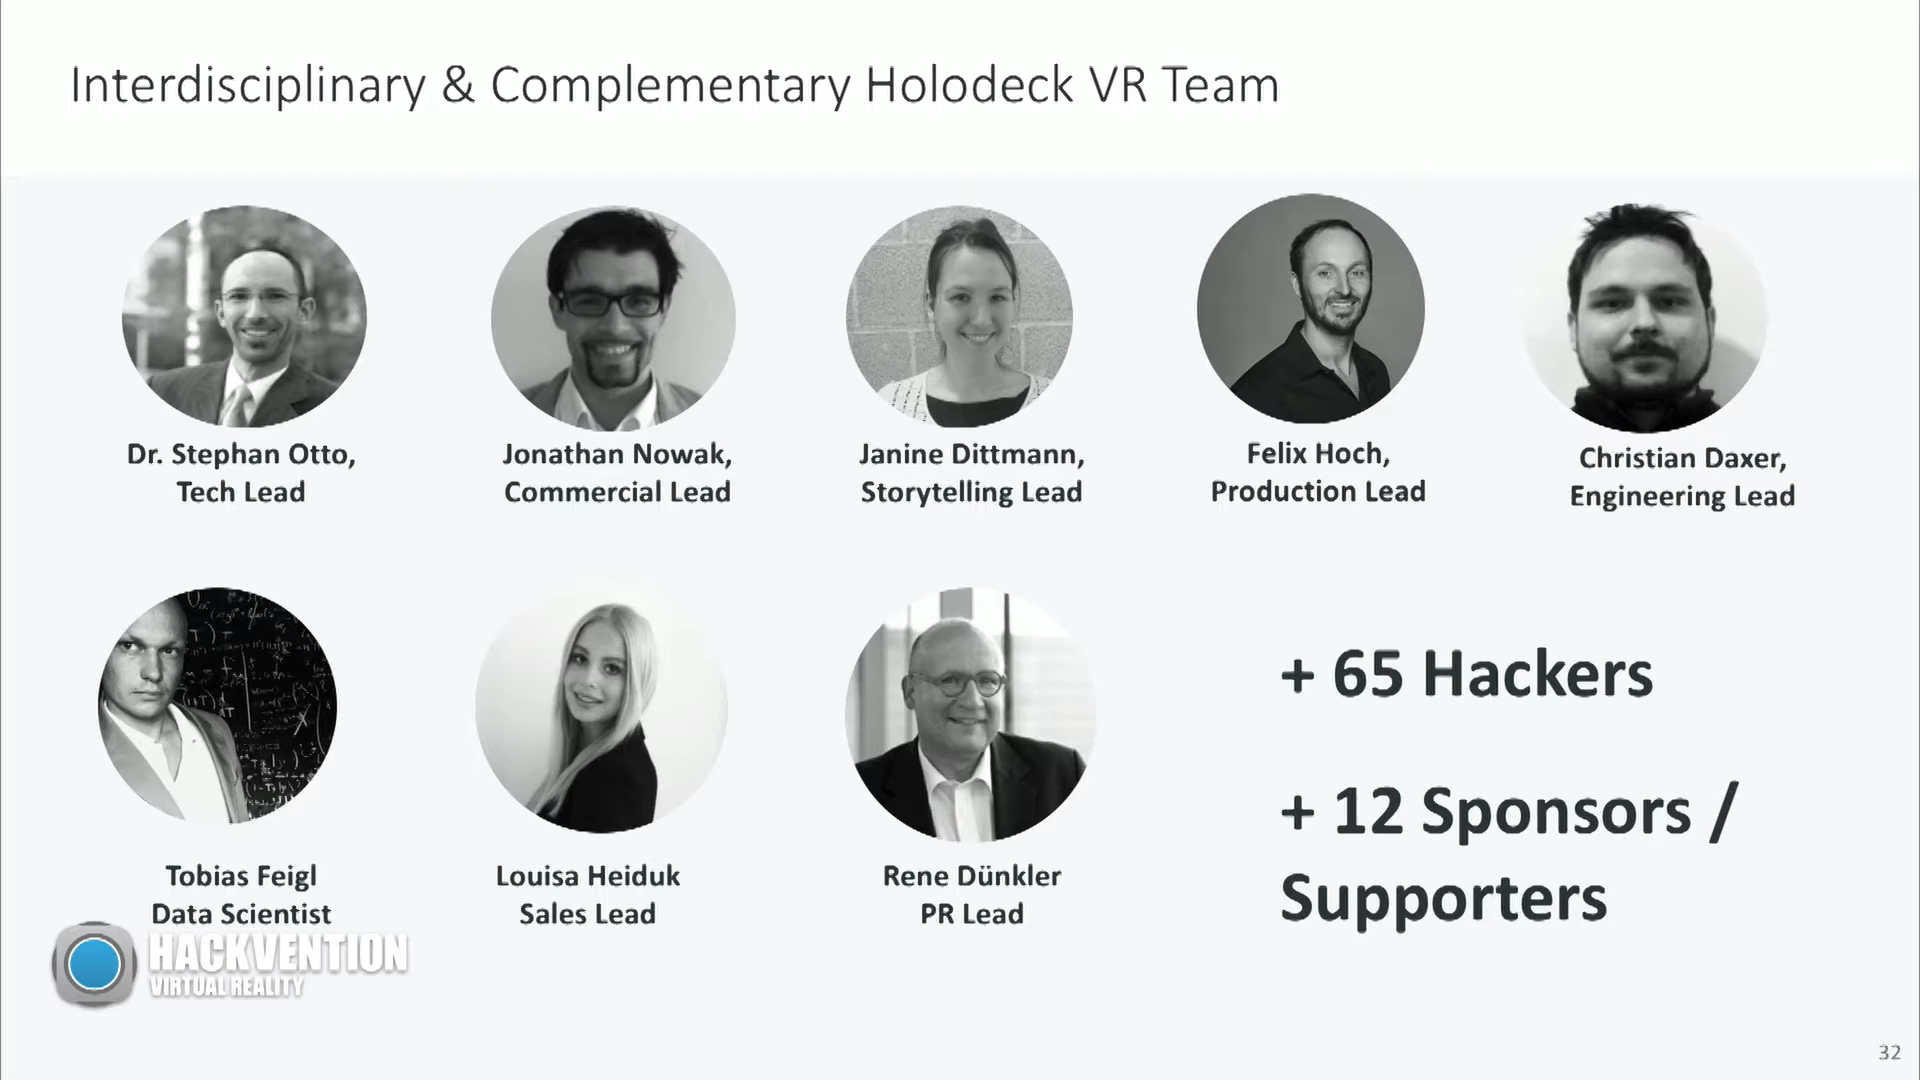 Interdisciplinary & Complementary Holodeck VR Team
Dr. Stephan Otto,
Tech Lead
Jonathan Nowak,
Commercial Lead
Janine Dittmann,
Storytelling Lead
Felix Hoch,
Production Lead
Christian Daxer,
Engineering Lead
Tobias Feigl
Data Scientist
Louisa Heiduk
Sales Lead
Rene Dünkler
PR Lead
+ 65 Hackers
+ 12 Sponsors /
Supporters
HACKVENTION
VIRTUAL REALITY
32